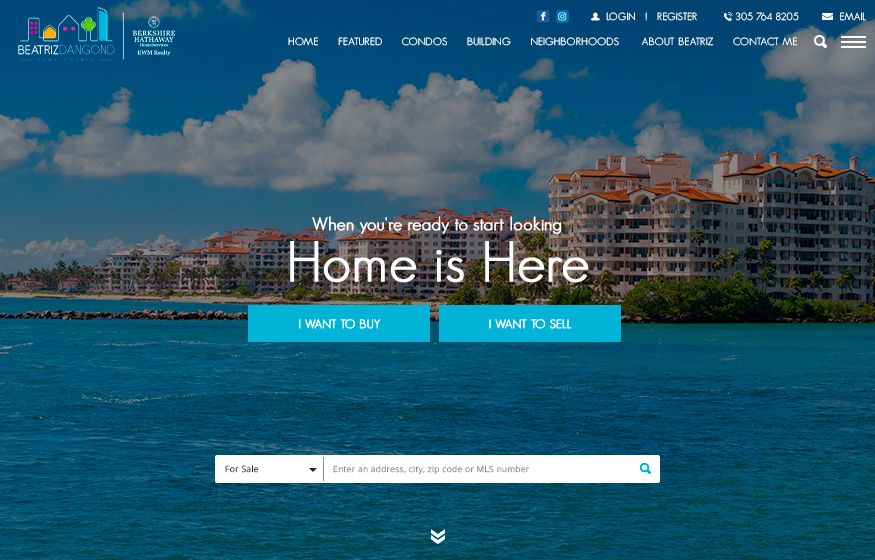 LOGIN | REGISTER 305 764 8205 EMAIL
BEATRIZDANGOND
REAL ESTATE
BERKSHIRE
HATHAWAY
HomeServices
EWM Realty
HOME FEATURED CONDOS BUILDING NEIGHBORHOODS ABOUT BEATRIZ CONTACT ME
When you're ready to start looking
Home is Here
I WANT TO BUY I WANT TO SELL
For Sale Enter an address, city, zip code or MLS number